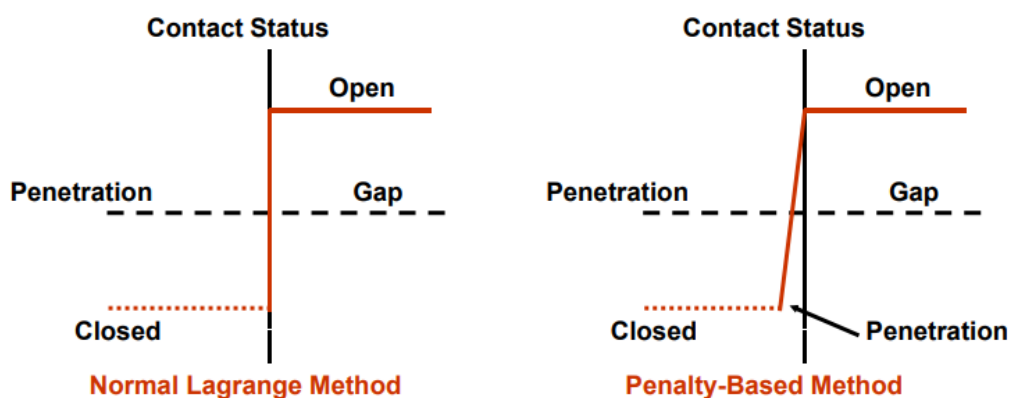 Contact Status
Open
Penetration
Gap
Closed
Normal Lagrange Method
Contact Status
Open
Penetration
Gap
Closed
Penetration
Penalty-Based Method